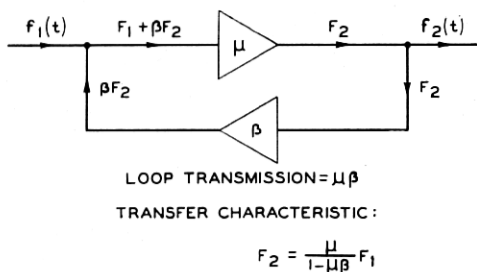 f₁(t) F₁+βF₂ F₂ f₂(t)
μ
βF₂ F₂
β
LOOP TRANSMISSION=μβ
TRANSFER CHARACTERISTIC:
F₂ = μ/(1-μβ) F₁